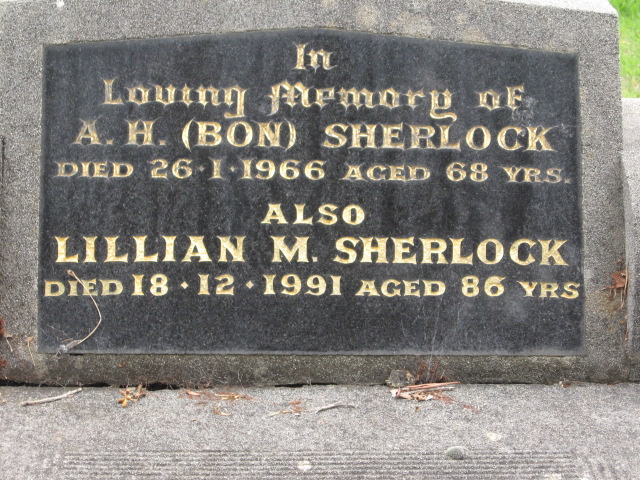 In
Loving Memory of
A. H. (BON) SHERLOCK
DIED 26·1·1966 AGED 68 YRS.
ALSO
LILLIAN M. SHERLOCK
DIED 18·12·1991 AGED 86 YRS